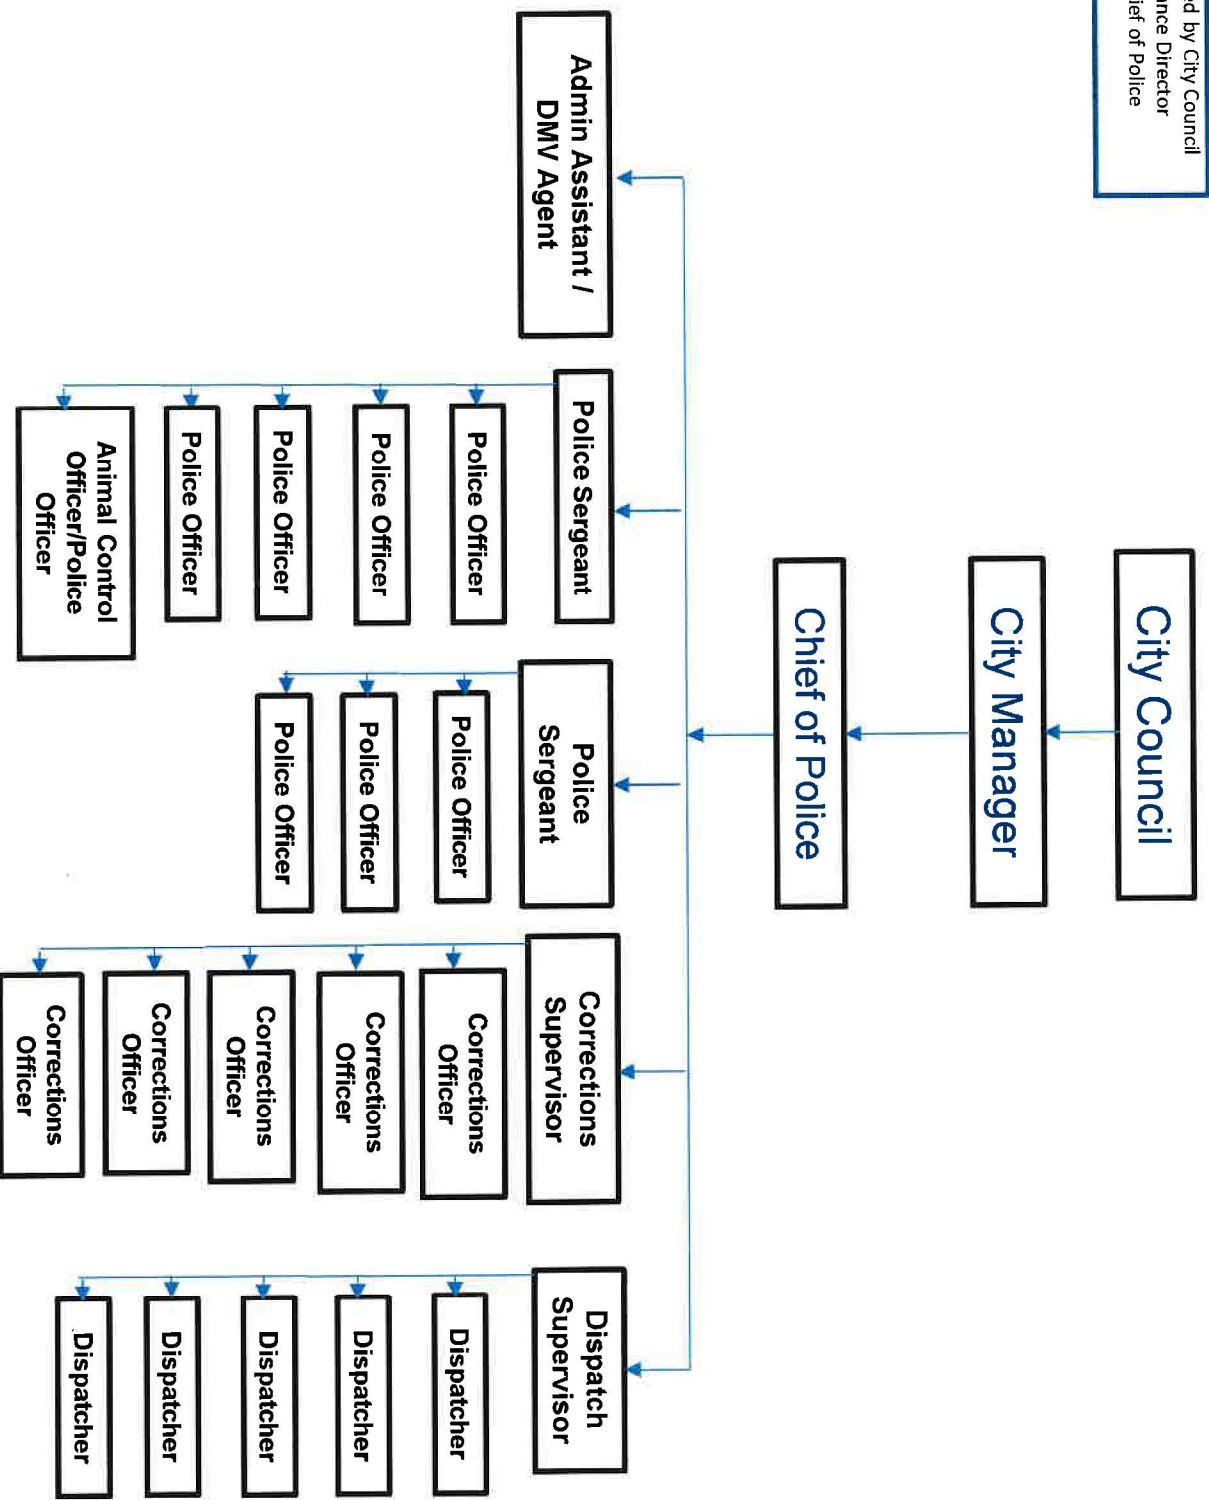 ed by City Council
ance Director
ief of Police
City Council
City Manager
Chief of Police
Admin Assistant /
DMV Agent
Police Sergeant
Police Officer
Police Officer
Police Officer
Police Officer
Animal Control
Officer/Police
Officer
Police
Sergeant
Police Officer
Police Officer
Police Officer
Corrections
Supervisor
Corrections
Officer
Corrections
Officer
Corrections
Officer
Corrections
Officer
Corrections
Officer
Dispatch
Supervisor
Dispatcher
Dispatcher
Dispatcher
Dispatcher
Dispatcher